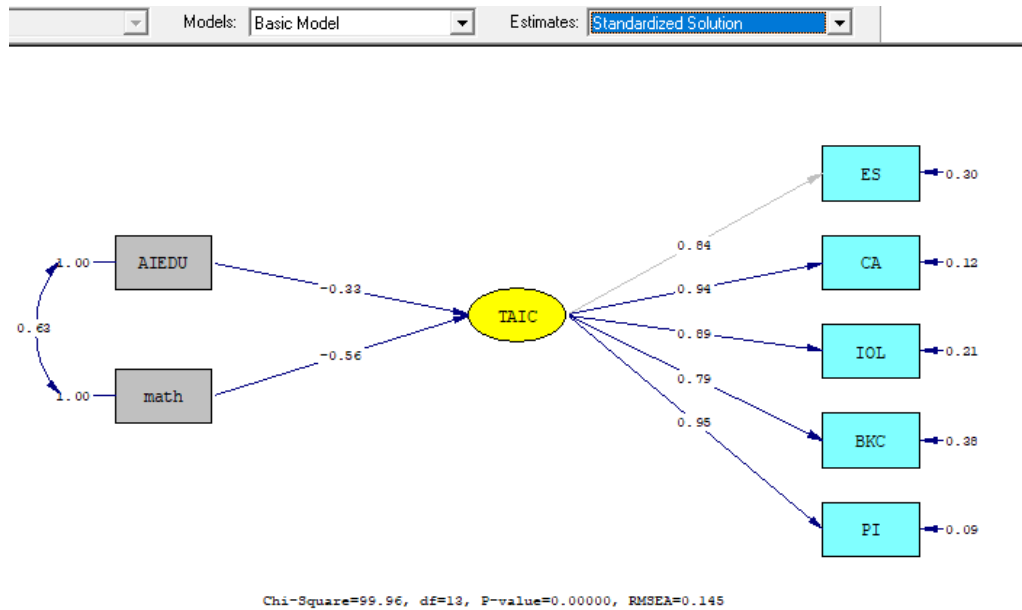 Models: Basic Model Estimates: Standardized Solution
ES 0.30
0.84
1.00 AIEDU CA 0.12
-0.33 0.94
0.63 TAIC 0.89 IOL 0.21
-0.56 0.79
1.00 math
0.95 BKC 0.38
PI 0.09
Chi-Square=99.96, df=13, P-value=0.00000, RMSEA=0.145